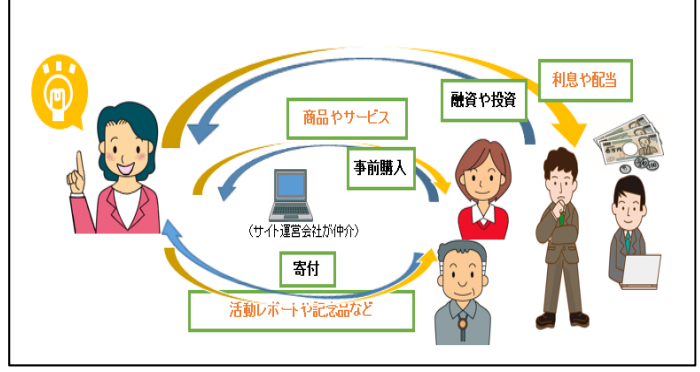 利息や配当
融資や投資
商品やサービス
事前購入
(サイト運営会社が仲介)
寄付
活動レポートや記念品など